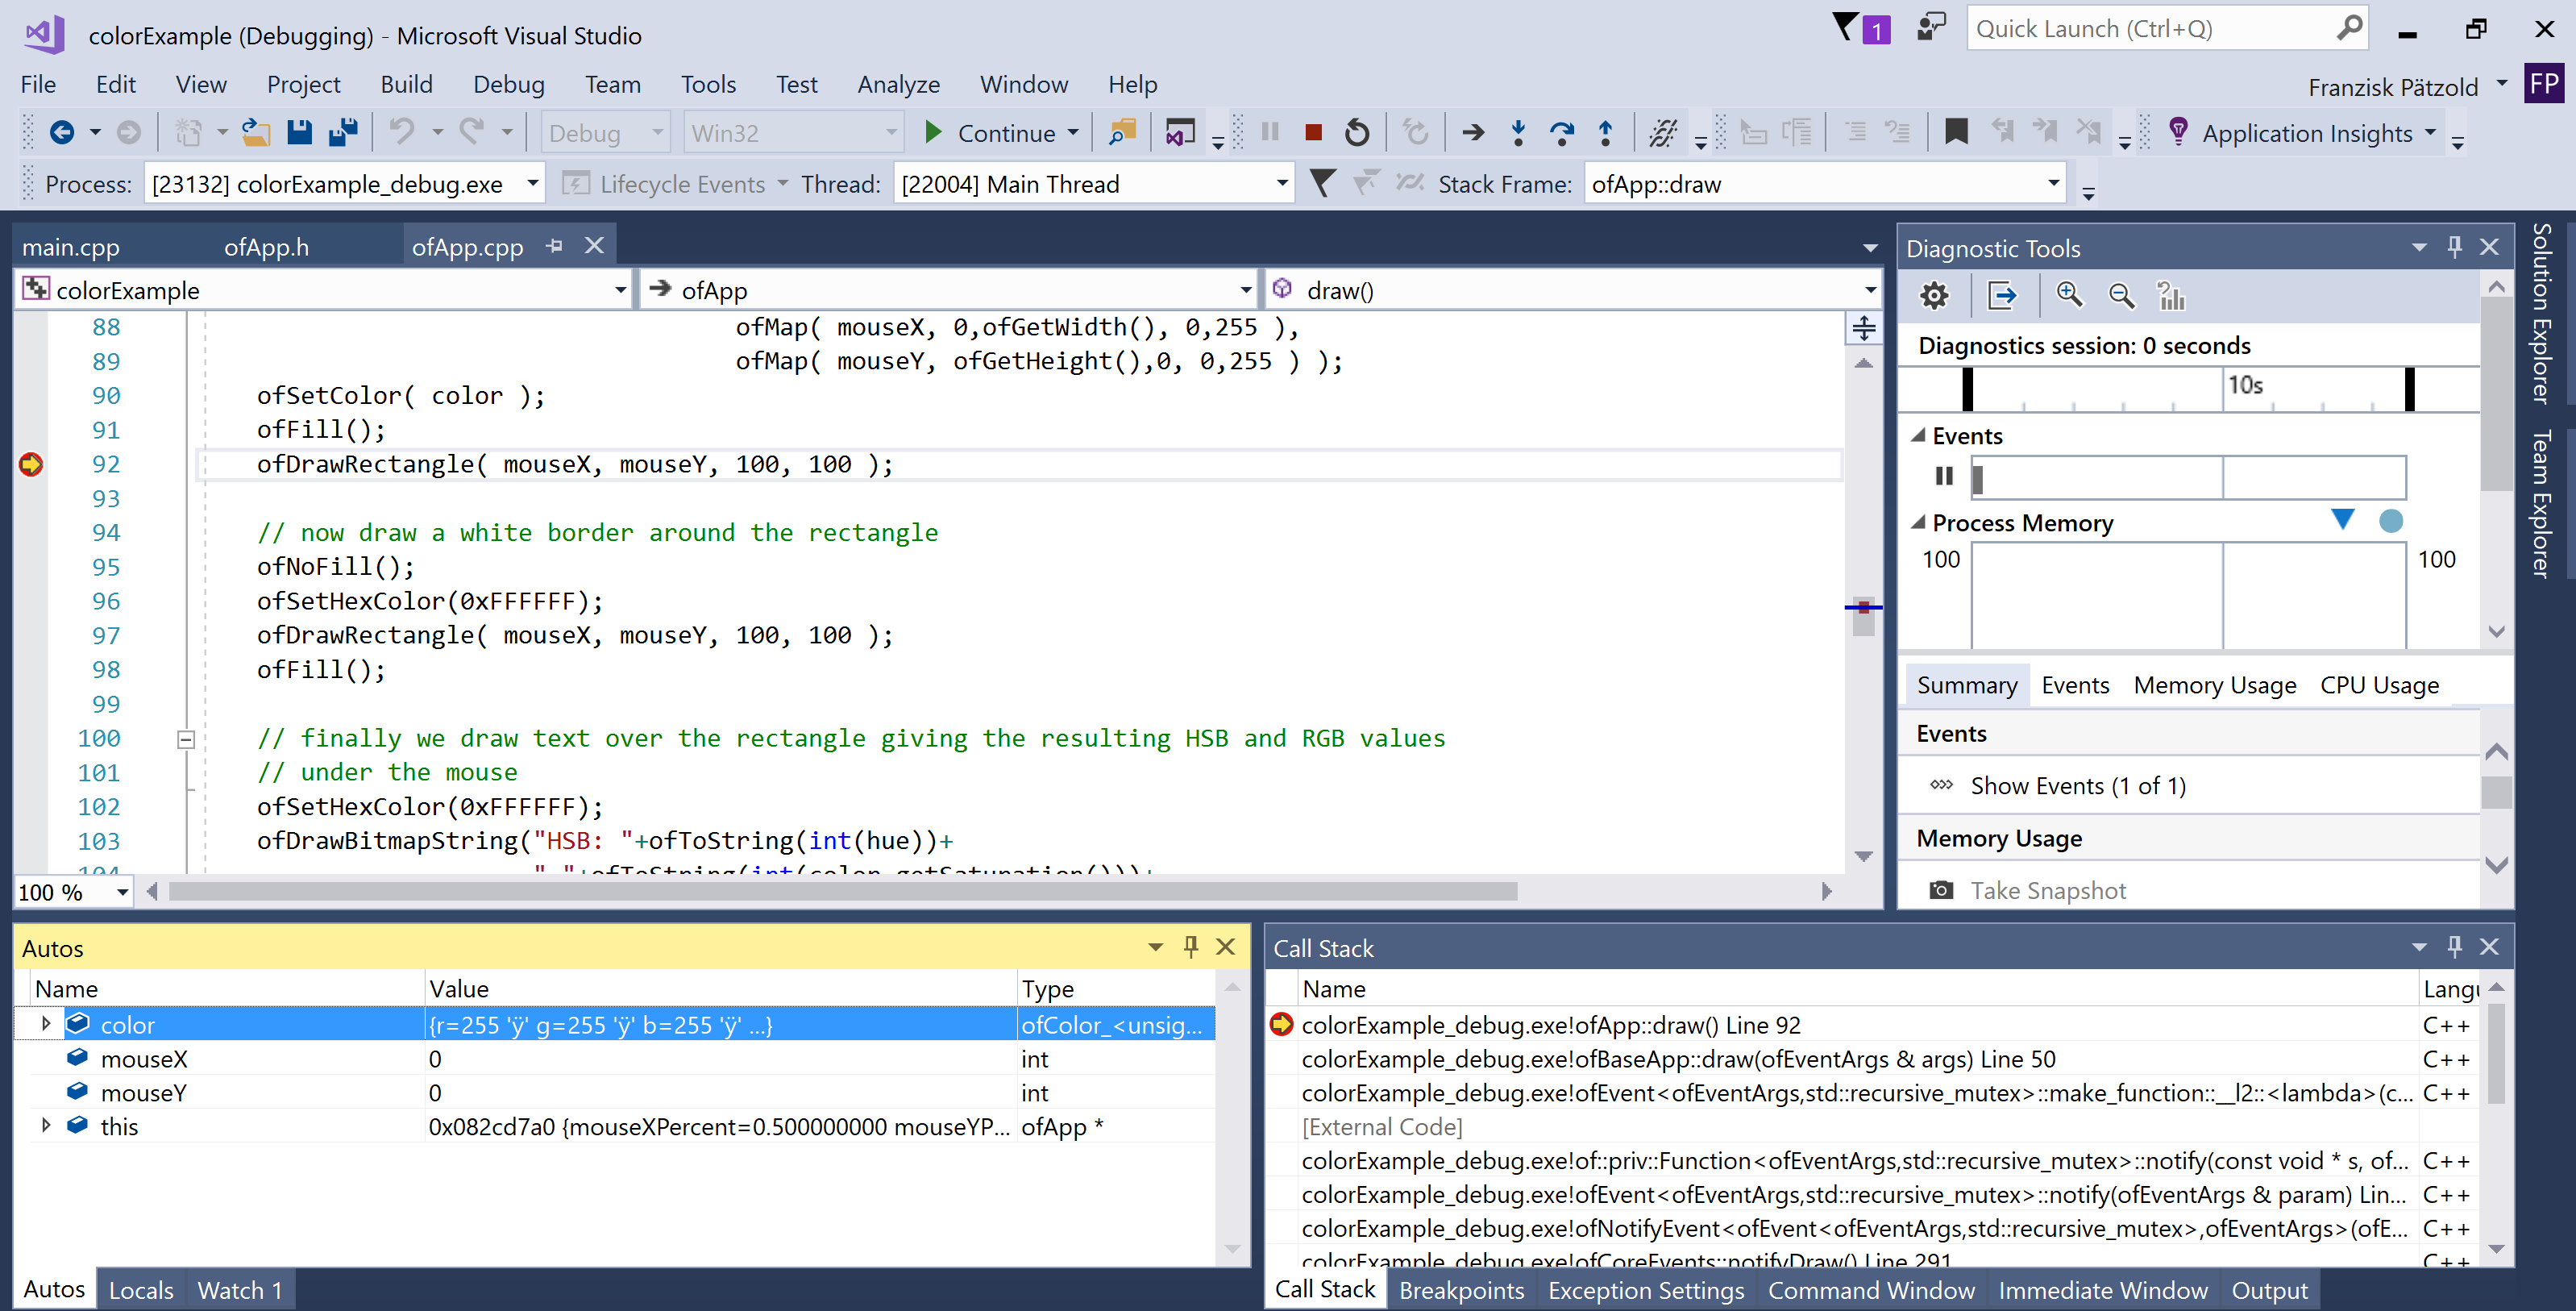 colorExample (Debugging) - Microsoft Visual Studio
1
Quick Launch (Ctrl+Q)
File Edit View Project Build Debug Team Tools Test Analyze Window Help
Franzisk Pätzold FP
Debug Win32 Continue Application Insights
Process: [23132] colorExample_debug.exe Lifecycle Events Thread: [22004] Main Thread Stack Frame: ofApp::draw
main.cpp ofApp.h ofApp.cpp
colorExample ofApp draw()
88 ofMap( mouseX, 0,ofGetWidth(), 0,255 ),
89 ofMap( mouseY, ofGetHeight(),0, 0,255 ) );
90 ofSetColor( color );
91 ofFill();
92 ofDrawRectangle( mouseX, mouseY, 100, 100 );
93
94 // now draw a white border around the rectangle
95 ofNoFill();
96 ofSetHexColor(0xFFFFFF);
97 ofDrawRectangle( mouseX, mouseY, 100, 100 );
98 ofFill();
99
100 // finally we draw text over the rectangle giving the resulting HSB and RGB values
101 // under the mouse
102 ofSetHexColor(0xFFFFFF);
103 ofDrawBitmapString("HSB: "+ofToString(int(hue))+
104 " "+ofToString(int(color.getSaturation()))+
100 %
Diagnostic Tools
Diagnostics session: 0 seconds
10s
Events
Process Memory
100 100
Summary Events Memory Usage CPU Usage
Events
Show Events (1 of 1)
Memory Usage
Take Snapshot
Solution Explorer
Team Explorer
Autos
Name Value Type
color {r=255 'ÿ' g=255 'ÿ' b=255 'ÿ' ...} ofColor_<unsig...
mouseX 0 int
mouseY 0 int
this 0x082cd7a0 {mouseXPercent=0.500000000 mouseYP... ofApp *
Autos Locals Watch 1
Call Stack
Name Langu
colorExample_debug.exe!ofApp::draw() Line 92 C++
colorExample_debug.exe!ofBaseApp::draw(ofEventArgs & args) Line 50 C++
colorExample_debug.exe!ofEvent<ofEventArgs,std::recursive_mutex>::make_function::__l2::<lambda>(c... C++
[External Code]
colorExample_debug.exe!of::priv::Function<ofEventArgs,std::recursive_mutex>::notify(const void * s, of... C++
colorExample_debug.exe!ofEvent<ofEventArgs,std::recursive_mutex>::notify(ofEventArgs & param) Lin... C++
colorExample_debug.exe!ofNotifyEvent<ofEvent<ofEventArgs,std::recursive_mutex>,ofEventArgs>(ofE... C++
colorExample_debug.exe!ofCoreEvents::notifyDraw() Line 291 C++
Call Stack Breakpoints Exception Settings Command Window Immediate Window Output